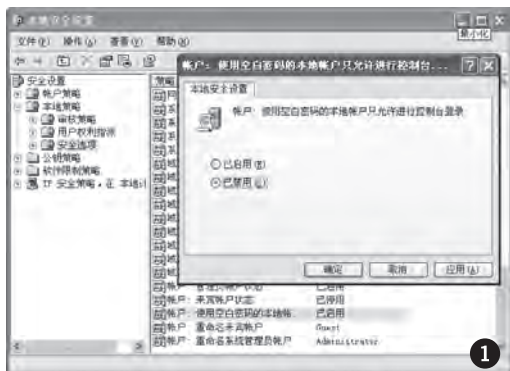 本地安全设置
最小化
文件(F) 操作(A) 查看(V) 帮助(H)
帐户: 使用空白密码的本地帐户只允许进行控制台...
本地安全设置
帐户: 使用空白密码的本地帐户只允许进行控制台登录
已启用(E)
已禁用(S)
确定
取消
应用(A)
安全设置
帐户策略
本地策略
审核策略
用户权利指派
安全选项
公钥策略
软件限制策略
IP 安全策略，在 本地计
策略
帐户: 来宾帐户状态 已停用
帐户: 使用空白密码的本地帐... 已启用
帐户: 重命名来宾帐户 Guest
帐户: 重命名系统管理员帐户 Administrator
1